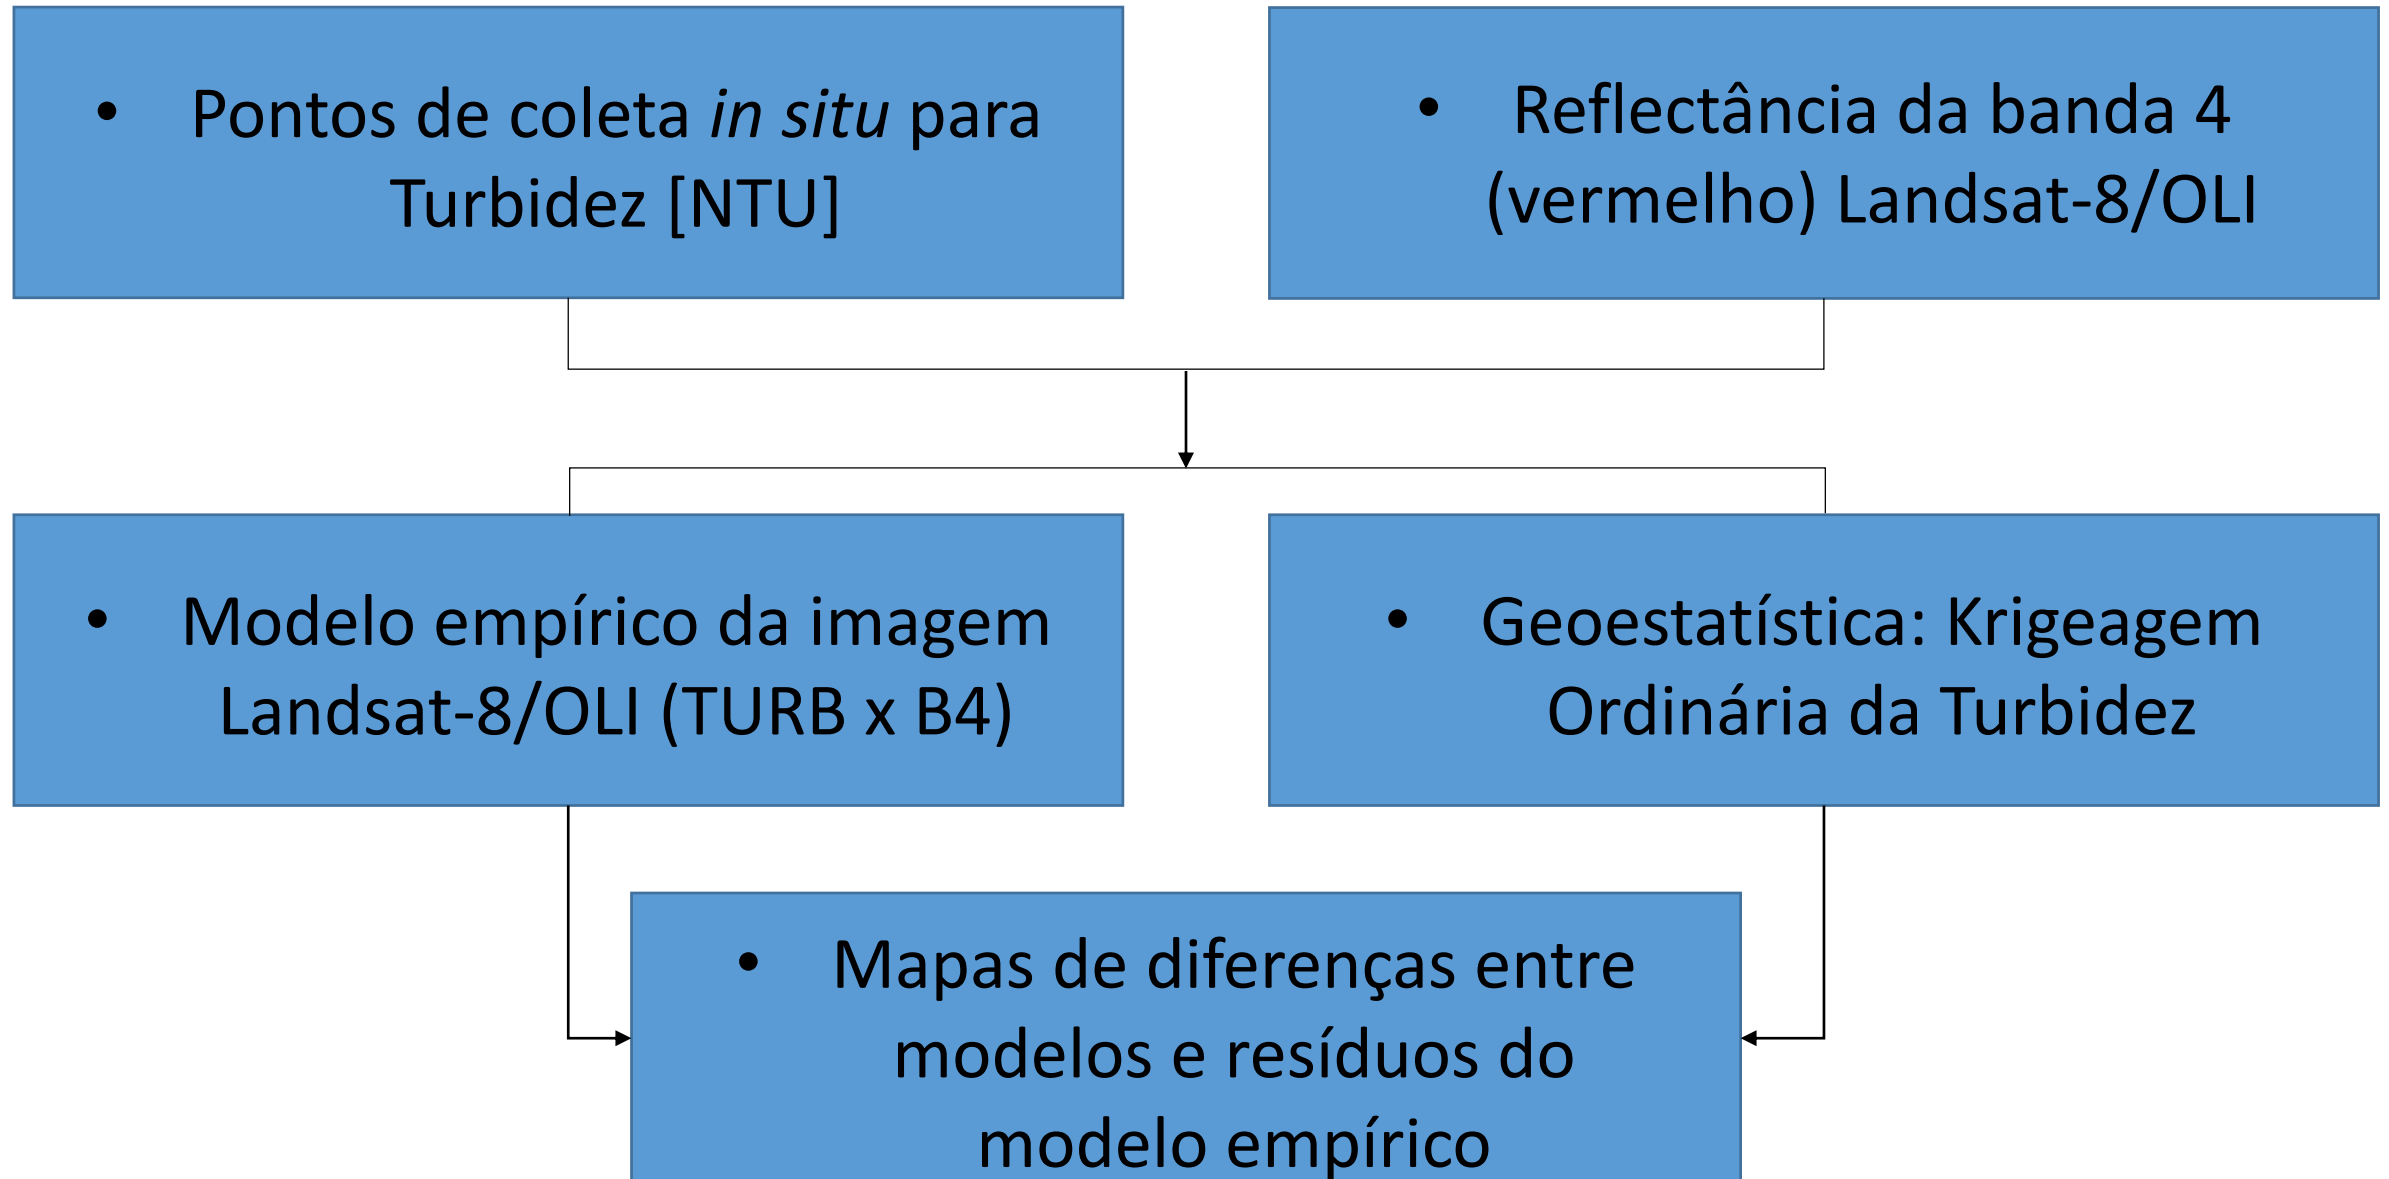 • Pontos de coleta in situ para
Turbidez [NTU]
• Reflectância da banda 4
(vermelho) Landsat-8/OLI
• Modelo empírico da imagem
Landsat-8/OLI (TURB x B4)
• Geoestatística: Krigeagem
Ordinária da Turbidez
• Mapas de diferenças entre
modelos e resíduos do
modelo empírico